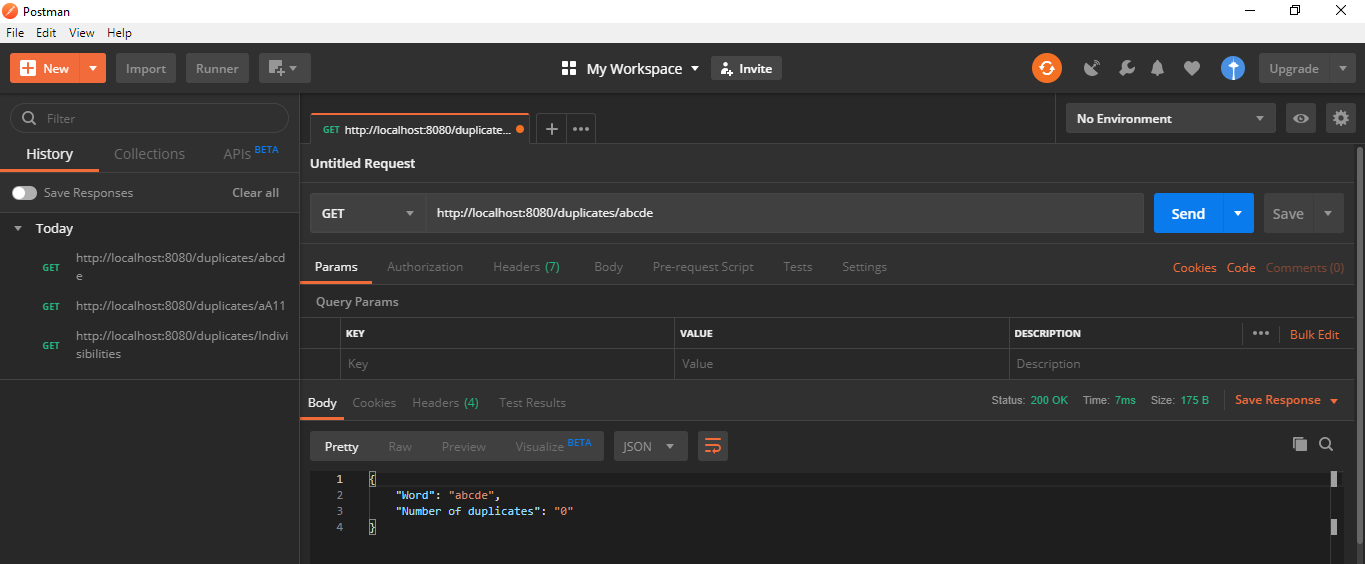 Postman
File Edit View Help
New Import Runner My Workspace Invite Upgrade
Filter
History Collections APIs BETA
Save Responses Clear all
Today
GET http://localhost:8080/duplicates/abcd
e
GET http://localhost:8080/duplicates/aA11
GET http://localhost:8080/duplicates/Indivi
sibilities
GET http://localhost:8080/duplicate... No Environment
Untitled Request
GET http://localhost:8080/duplicates/abcde Send Save
Params Authorization Headers (7) Body Pre-request Script Tests Settings Cookies Code Comments (0)
Query Params
KEY VALUE DESCRIPTION Bulk Edit
Key Value Description
Body Cookies Headers (4) Test Results Status: 200 OK Time: 7ms Size: 175 B Save Response
Pretty Raw Preview Visualize BETA JSON
1 {
2 "Word": "abcde",
3 "Number of duplicates": "0"
4 }